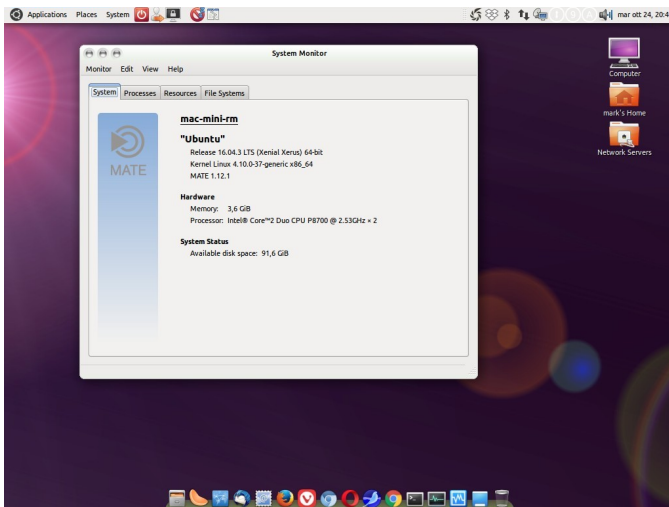 Applications Places System
mar ott 24, 20:4
System Monitor
Monitor Edit View Help
System Processes Resources File Systems
mac-mini-rm
"Ubuntu"
Release 16.04.3 LTS (Xenial Xerus) 64-bit
Kernel Linux 4.10.0-37-generic x86_64
MATE 1.12.1
MATE
Hardware
Memory: 3,6 GiB
Processor: Intel® Core™2 Duo CPU P8700 @ 2.53GHz × 2
System Status
Available disk space: 91,6 GiB
Computer
mark's Home
Network Servers